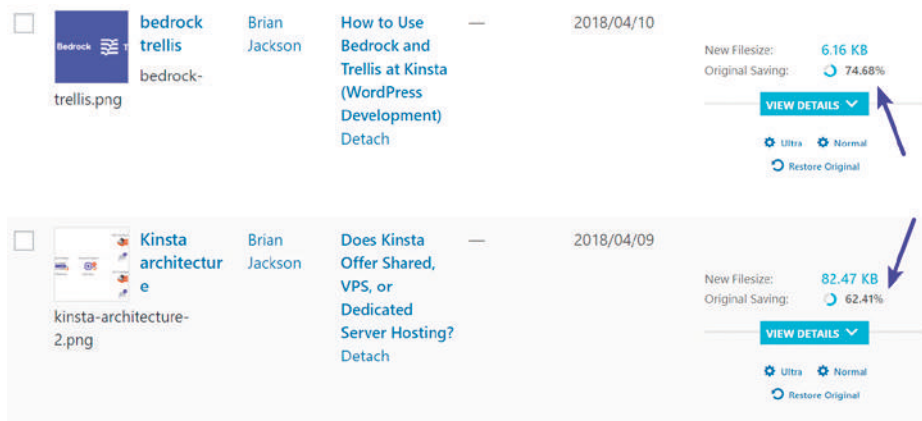 bedrock trellis
Bedrock
bedrock-trellis.png
Brian Jackson
How to Use
Bedrock and
Trellis at Kinsta
(WordPress
Development)
Detach
—
2018/04/10
New Filesize: 6.16 KB
Original Saving: 74.68%
VIEW DETAILS
Ultra Normal
Restore Original
Kinsta
architectur
e
kinsta-architecture-
2.png
Brian
Jackson
Does Kinsta
Offer Shared,
VPS, or
Dedicated
Server Hosting?
Detach
—
2018/04/09
New Filesize: 82.47 KB
Original Saving: 62.41%
VIEW DETAILS
Ultra Normal
Restore Original